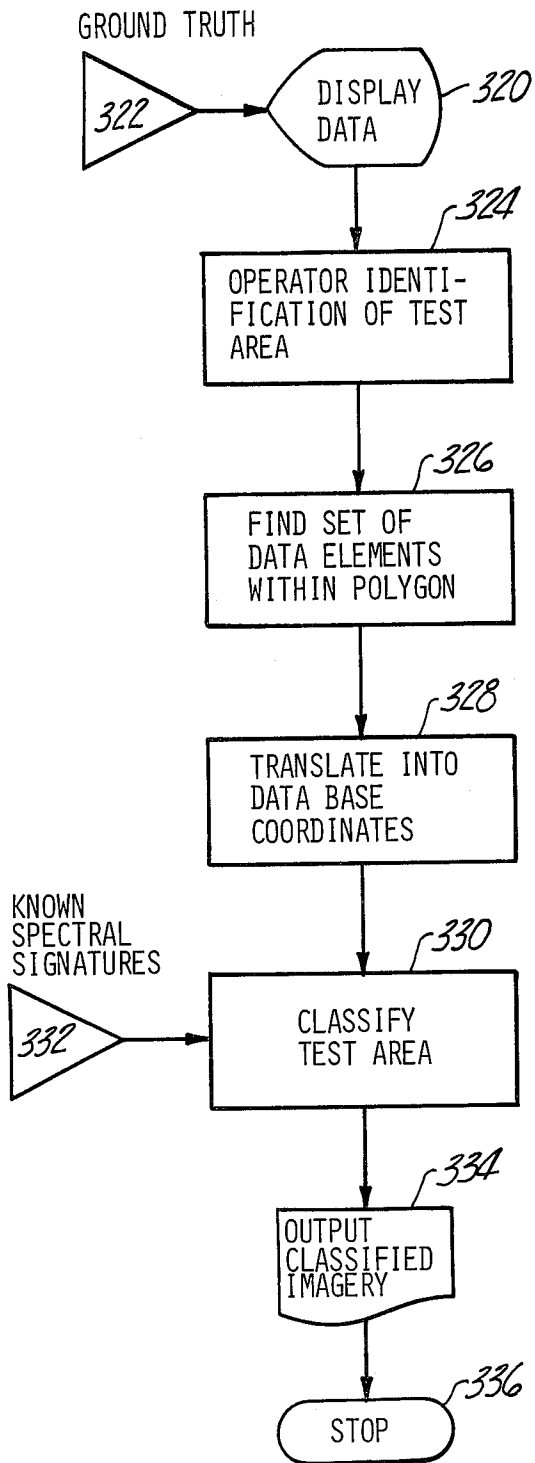 GROUND TRUTH
322
DISPLAY
DATA
320
324
OPERATOR IDENTI-
FICATION OF TEST
AREA
326
FIND SET OF
DATA ELEMENTS
WITHIN POLYGON
328
TRANSLATE INTO
DATA BASE
COORDINATES
KNOWN
SPECTRAL
SIGNATURES
332
330
CLASSIFY
TEST AREA
334
OUTPUT
CLASSIFIED
IMAGERY
336
STOP